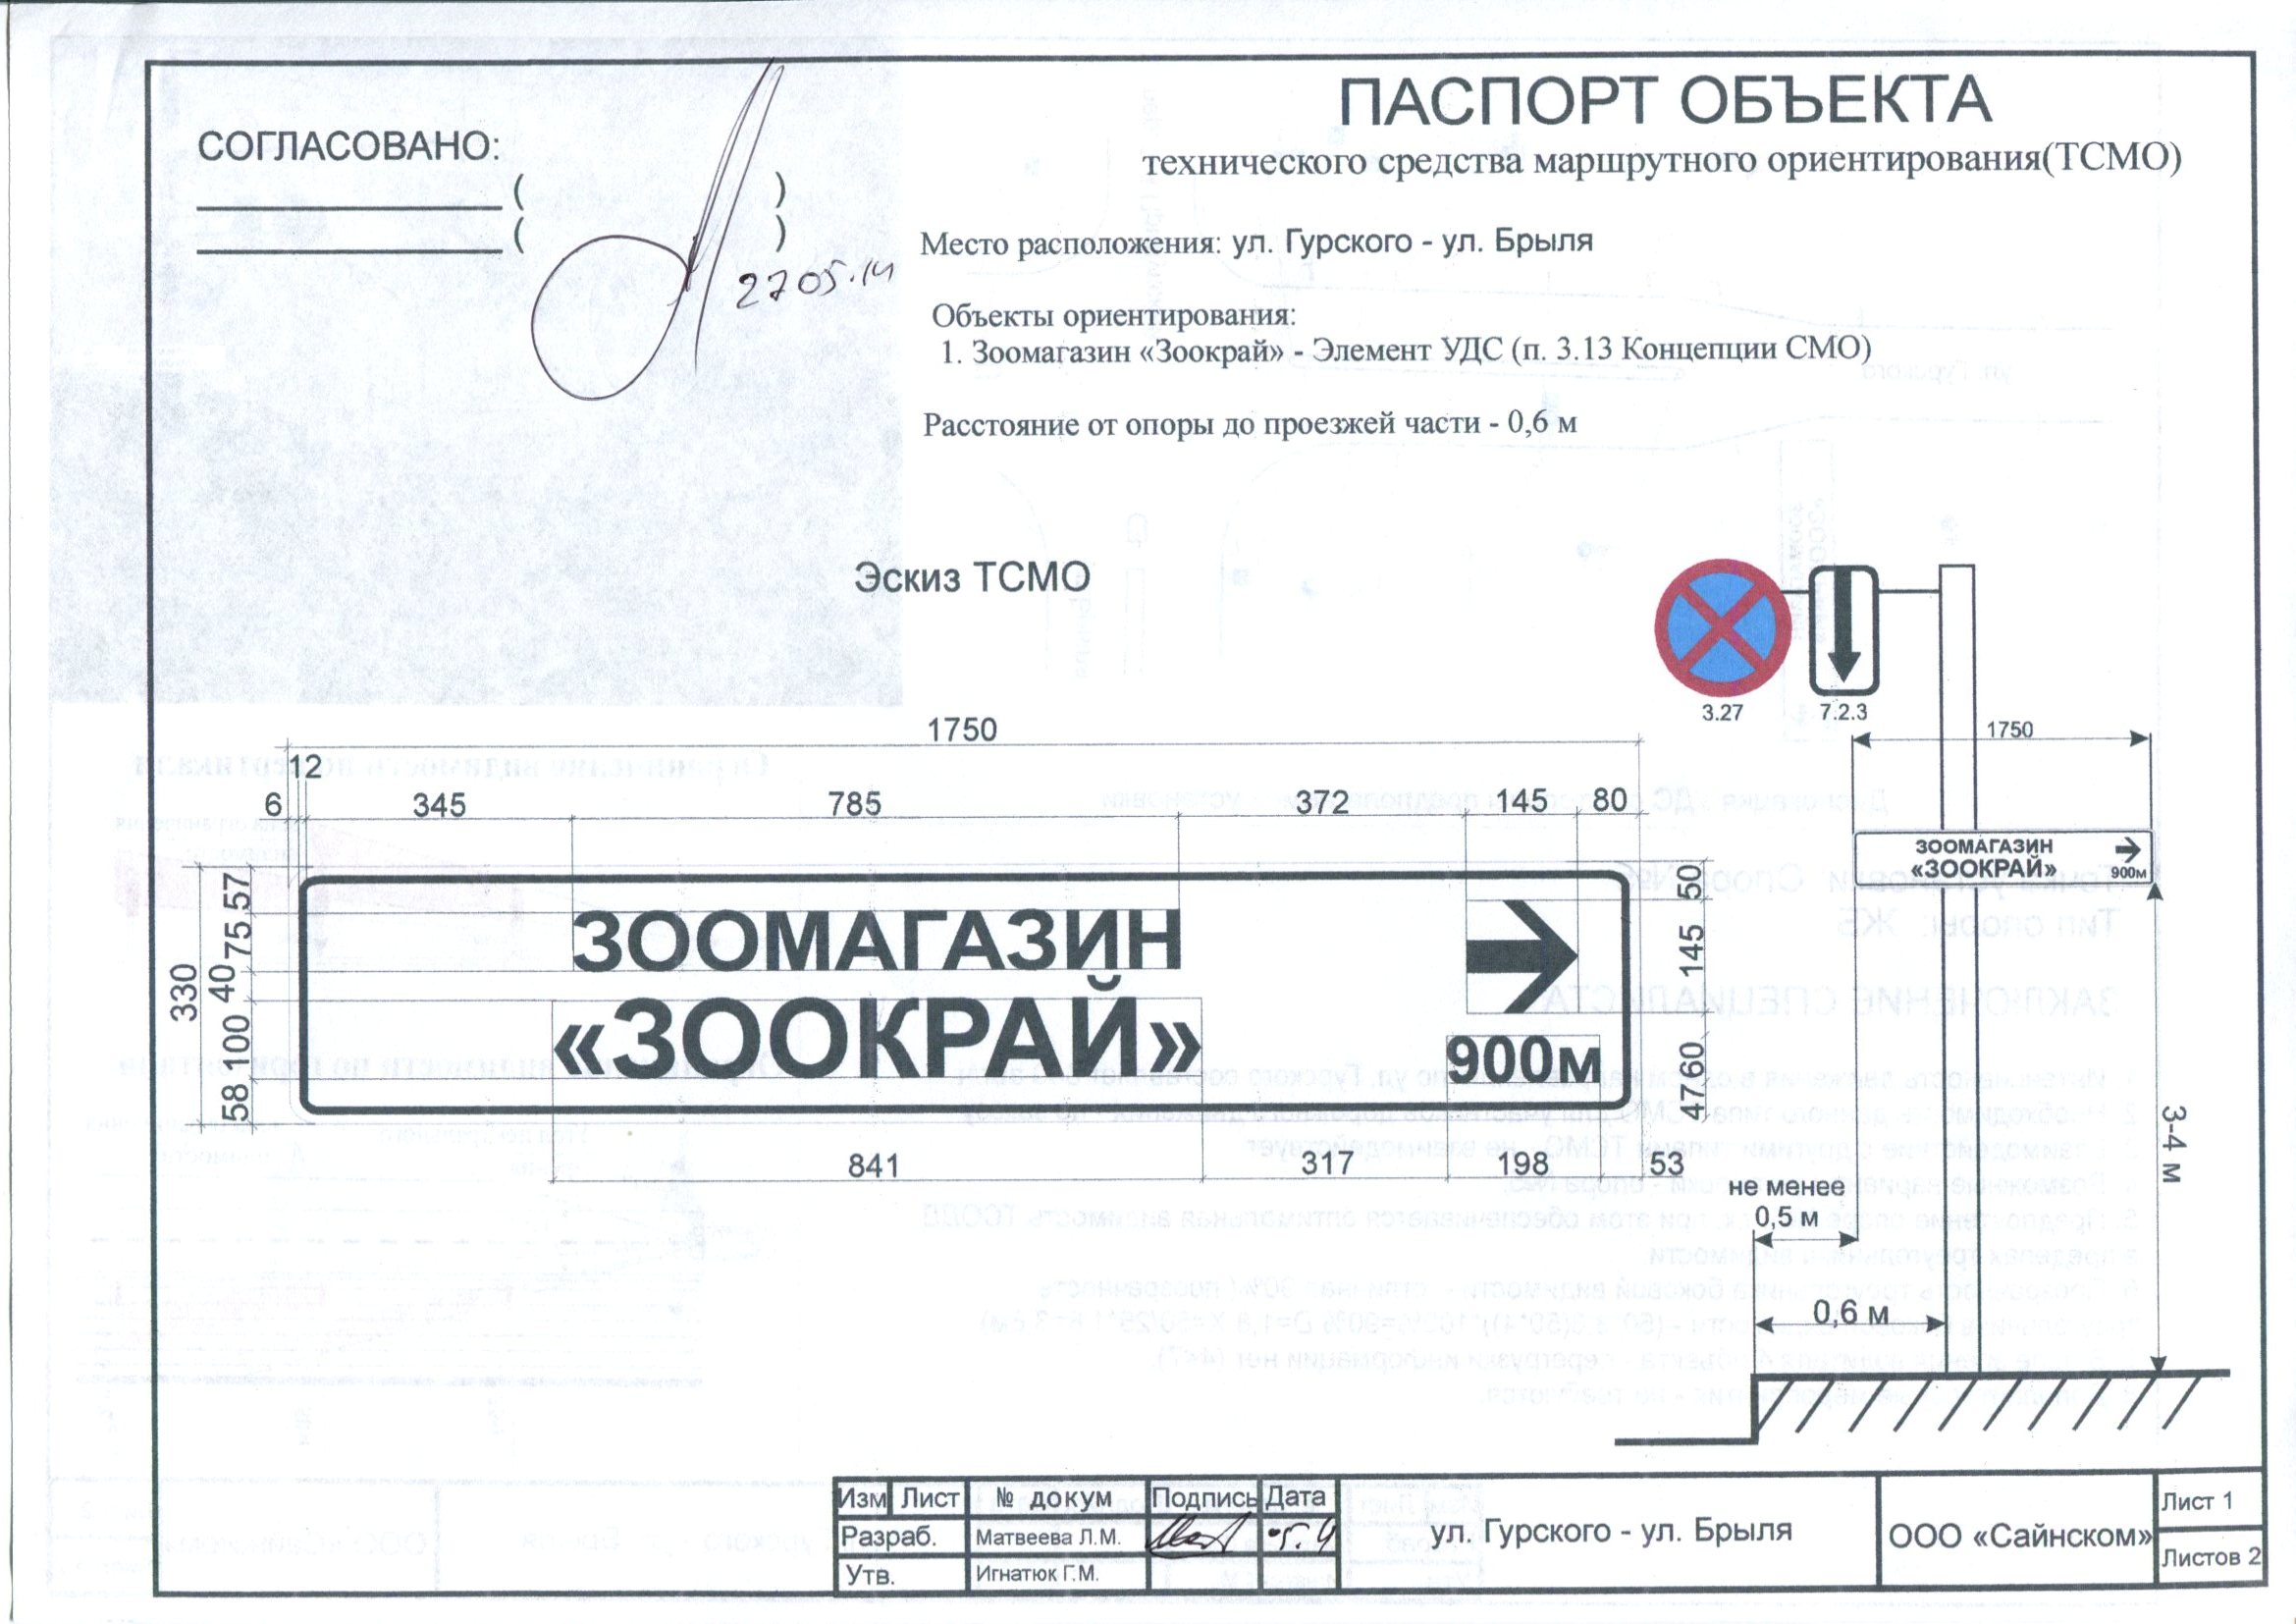 ПАСПОРТ ОБЪЕКТА
технического средства маршрутного ориентирования(ТСМО)
СОГЛАСОВАНО:
( )
( )
27 05.14
Место расположения: ул. Гурского - ул. Брыля
Объекты ориентирования:
1. Зоомагазин «Зоокрай» - Элемент УДС (п. 3.13 Концепции СМО)
Расстояние от опоры до проезжей части - 0,6 м
Эскиз ТСМО
3.27 7.2.3
1750
1750
12
6 345 785 372 145 80
330
57
75
40
100
58
ЗООМАГАЗИН
«ЗООКРАЙ»
900м
50
145
60
47
841 317 198 53
ЗООМАГАЗИН
«ЗООКРАЙ» 900м
3-4 м
не менее
0,5 м
0,6 м
Изм Лист № докум Подпись Дата
Разраб. Матвеева Л.М.
Утв. Игнатюк Г.М.
ул. Гурского - ул. Брыля
ООО «Сайнском»
Лист 1
Листов 2